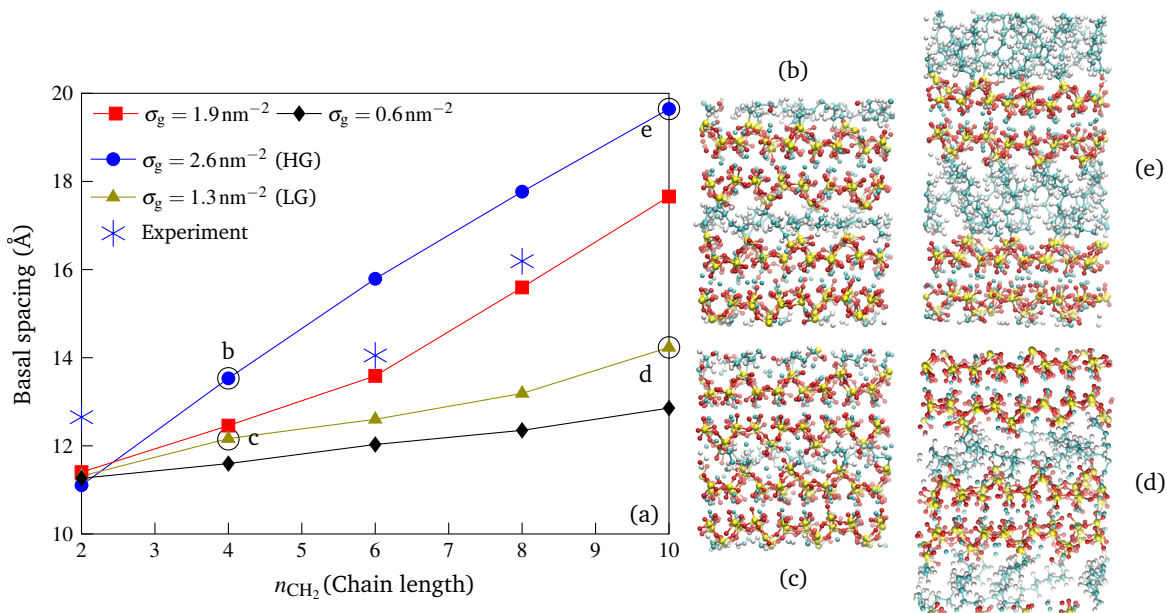 (b)
20
σg = 1.9 nm−2 σg = 0.6 nm−2
e
σg = 2.6 nm−2 (HG)
(e)
18
σg = 1.3 nm−2 (LG)
Experiment
16
Basal spacing (Å)
14
b
d
c
12
(d)
(a)
10
2 3 4 5 6 7 8 9 10
nCH2 (Chain length)
(c)